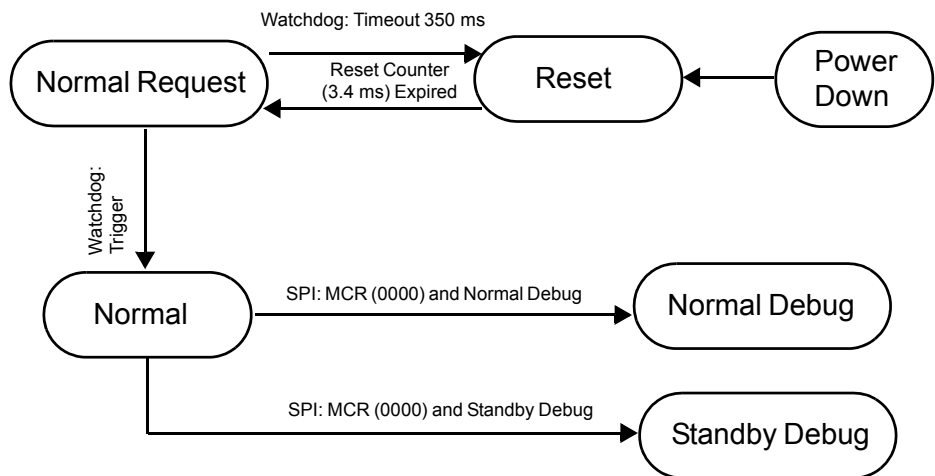 Watchdog: Timeout 350 ms
Normal Request
Reset Counter
(3.4 ms) Expired
Reset
Power
Down
Watchdog:
Trigger
Normal
SPI: MCR (0000) and Normal Debug
Normal Debug
SPI: MCR (0000) and Standby Debug
Standby Debug